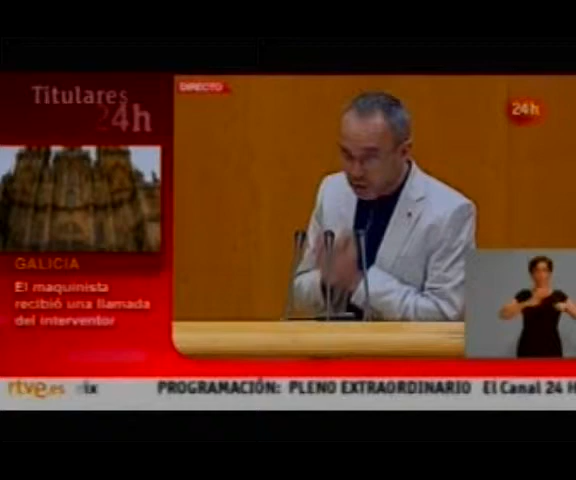 Titulares
24h
DIRECTO
24h
GALICIA
El maquinista
recibió una llamada
del interventor
rtve.es
PROGRAMACIÓN: PLENO EXTRAORDINARIO El Canal 24 H